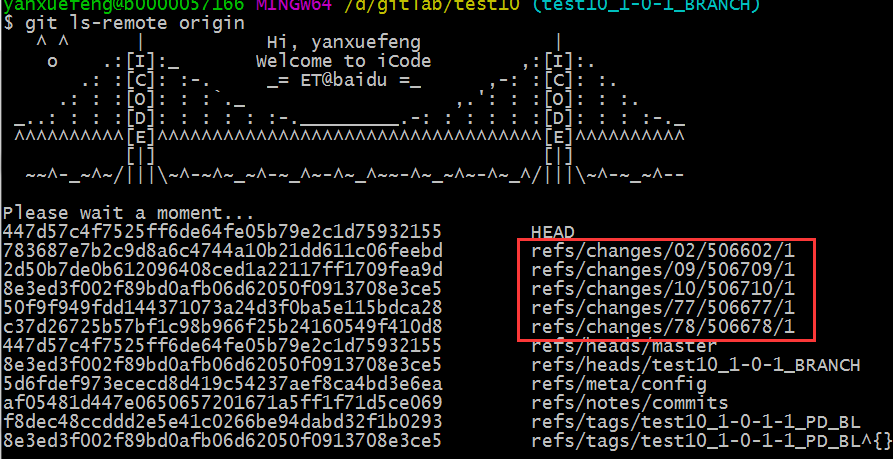 yanxuefeng@b0000057166 MINGW64 /d/gitlab/test10 (test10_1-0-1_BRANCH)
$ git ls-remote origin
   ^ ^       |            Hi, yanxuefeng            |
    o    .:[I]:_       Welcome to iCode       ,:[I]:.
       .: :[C]: :-.     _= ET@baidu =_     ,-: :[C]: :.
     .: : :[O]: : :`._                  ,.': : :[O]: : :.
_..: : : :[D]: : : : : :-._________.-: : : : : :[D]: : : : :-._
^^^^^^^^^^[E]^^^^^^^^^^^^^^^^^^^^^^^^^^^^^^^^^^^[E]^^^^^^^^^^
          [|]                                   [|]
 ~~^-_~^~/|||\~^-~^~_~^~-~_^~-~^~_^~~-~^~_~^~-~^~_^/|||\~^-~_~^--
Please wait a moment...
447d57c4f7525ff6de64fe05b79e2c1d75932155 HEAD
783687e7b2c9d8a6c4744a10b21dd611c06feebd refs/changes/02/506602/1
2d50b7de0b612096408ced1a22117ff1709fea9d refs/changes/09/506709/1
8e3ed3f002f89bd0afb06d62050f0913708e3ce5 refs/changes/10/506710/1
50f9f949fdd144371073a24d3f0ba5e115bdca28 refs/changes/77/506677/1
c37d26725b57bf1c98b966f25b24160549f410d8 refs/changes/78/506678/1
447d57c4f7525ff6de64fe05b79e2c1d75932155 refs/heads/master
8e3ed3f002f89bd0afb06d62050f0913708e3ce5 refs/heads/test10_1-0-1_BRANCH
5d6fdef973ececd8d419c54237aef8ca4bd3e6ea refs/meta/config
af05481d447e0650657201671a5ff1f71d5ce069 refs/notes/commits
f8dec48ccddd2e5e41c0266be94dabd32f1b0293 refs/tags/test10_1-0-1-1_PD_BL
8e3ed3f002f89bd0afb06d62050f0913708e3ce5 refs/tags/test10_1-0-1-1_PD_BL^{}